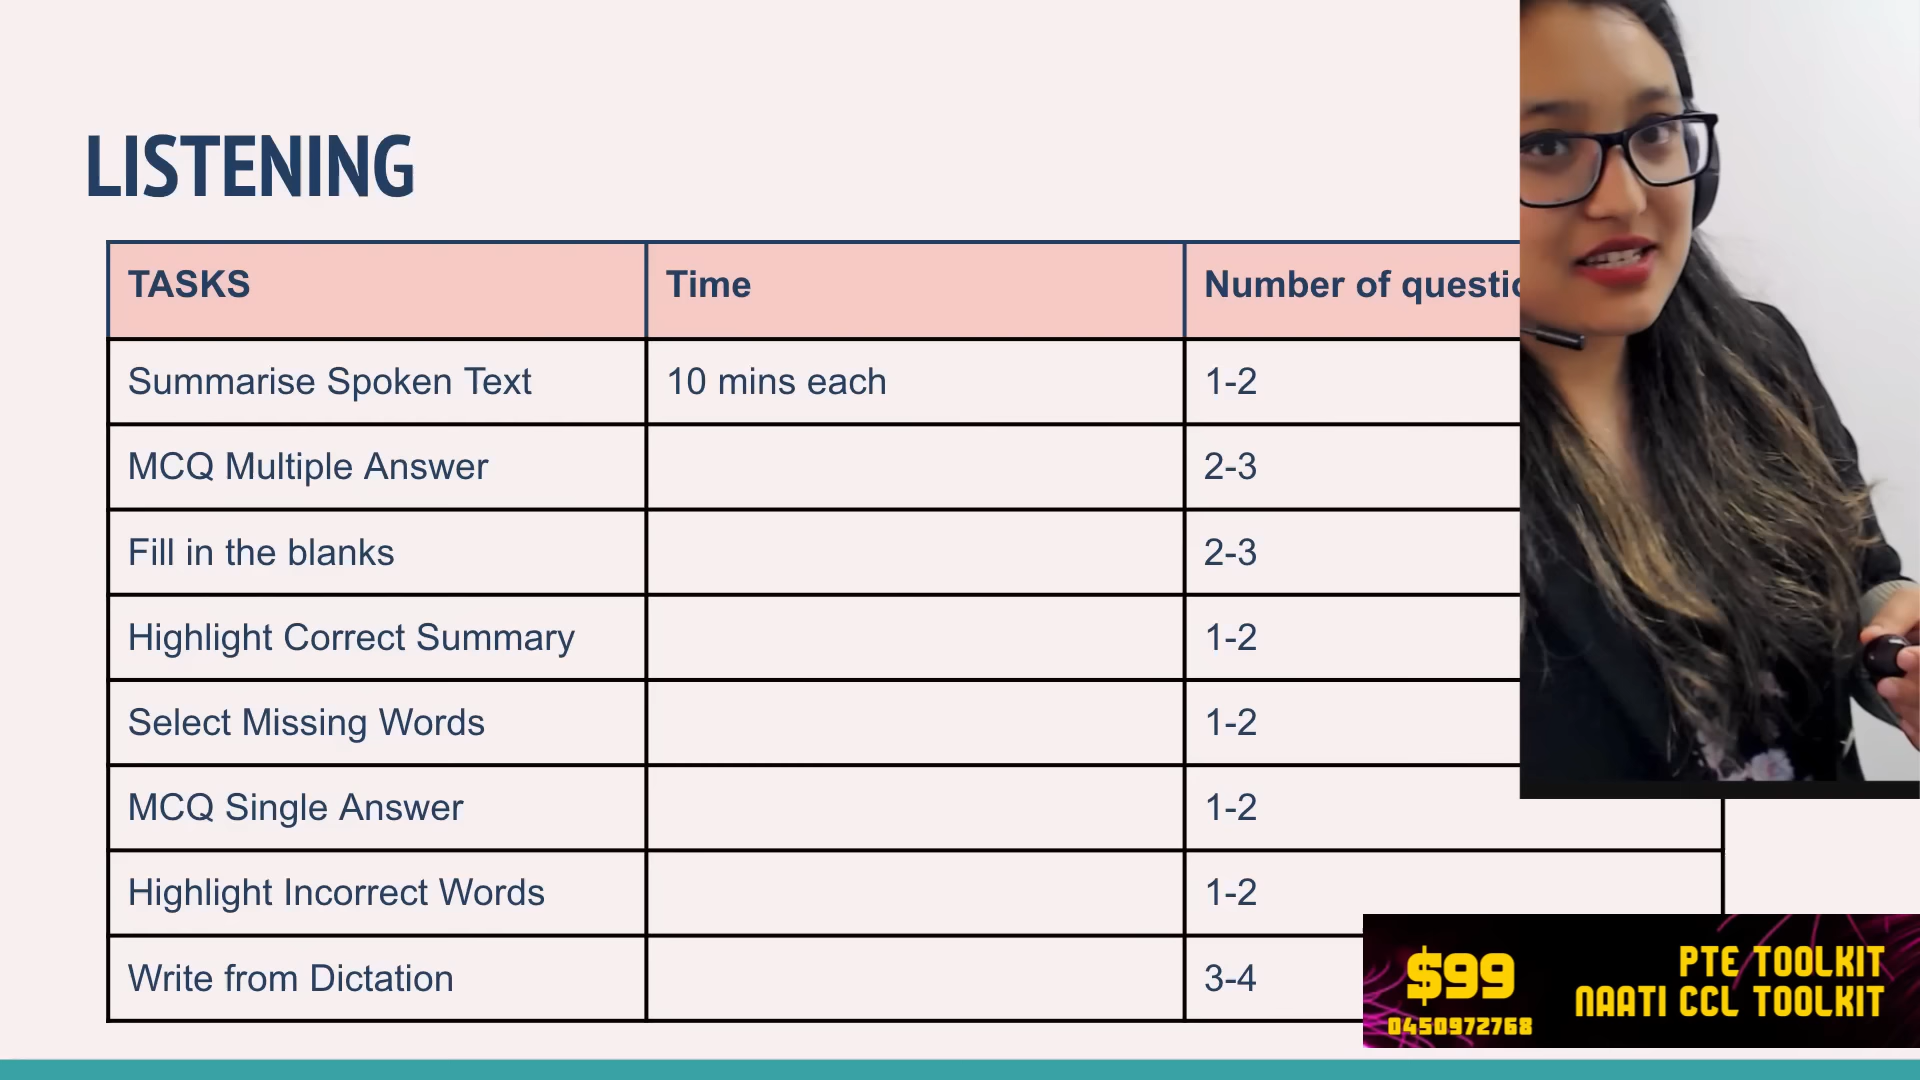 LISTENING
TASKS Time Number of
Summarise Spoken Text 10 mins each 1-2
MCQ Multiple Answer 2-3
Fill in the blanks 2-3
Highlight Correct Summary 1-2
Select Missing Words 1-2
MCQ Single Answer 1-2
Highlight Incorrect Words 1-2
Write from Dictation 3-4
$99
0450972768
PTE TOOLKIT
NAATI CCL TOOLKIT